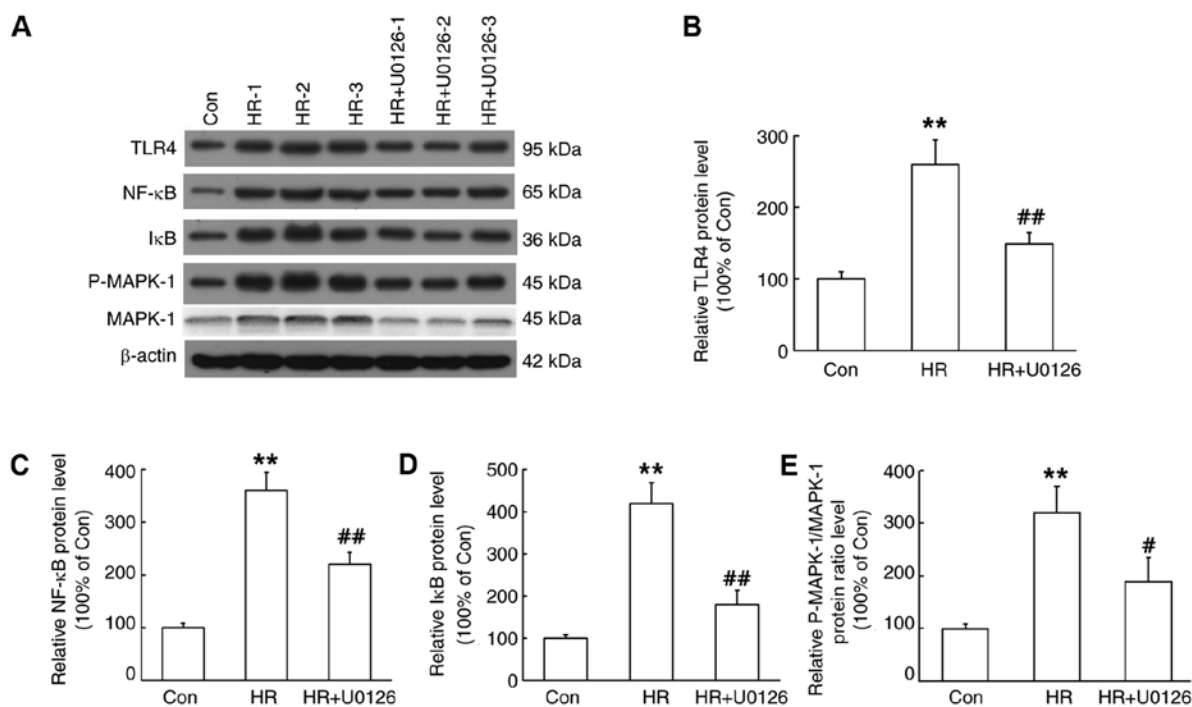 A
Con
HR-1
HR-2
HR-3
HR+U0126-1
HR+U0126-2
HR+U0126-3
TLR4
95 kDa
NF-κB
65 kDa
IκB
36 kDa
P-MAPK-1
45 kDa
MAPK-1
45 kDa
β-actin
42 kDa
B
Relative TLR4 protein level
(100% of Con)
300
200
100
0
**
##
Con
HR
HR+U0126
C
Relative NF-κB protein level
(100% of Con)
400
300
200
100
0
**
##
Con
HR
HR+U0126
D
Relative IκB protein level
(100% of Con)
500
400
200
100
0
**
##
Con
HR
HR+U0126
E
Relative P-MAPK-1/MAPK-1
protein ratio level
(100% of Con)
400
300
200
100
0
**
#
Con
HR
HR+U0126